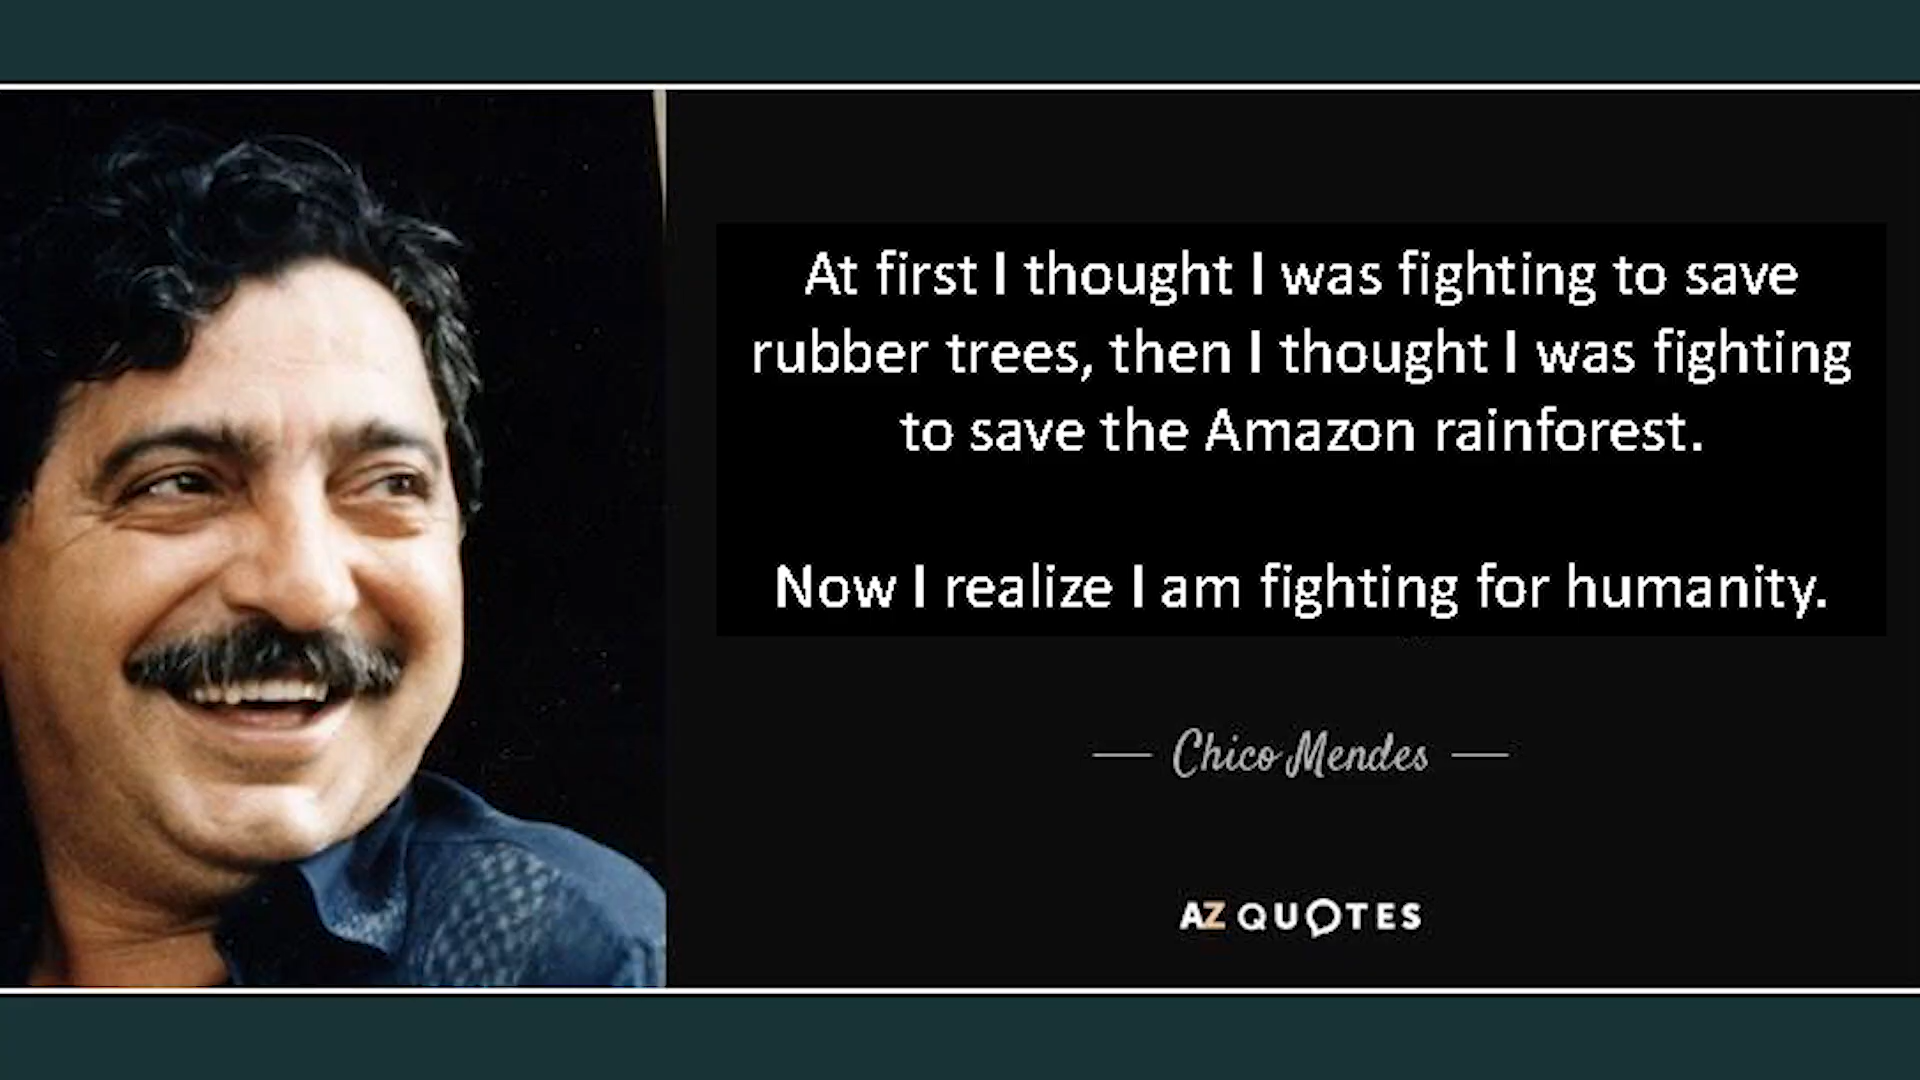 At first I thought I was fighting to save
rubber trees, then I thought I was fighting
to save the Amazon rainforest.
Now I realize I am fighting for humanity.
— Chico Mendes —
AZ QUOTES